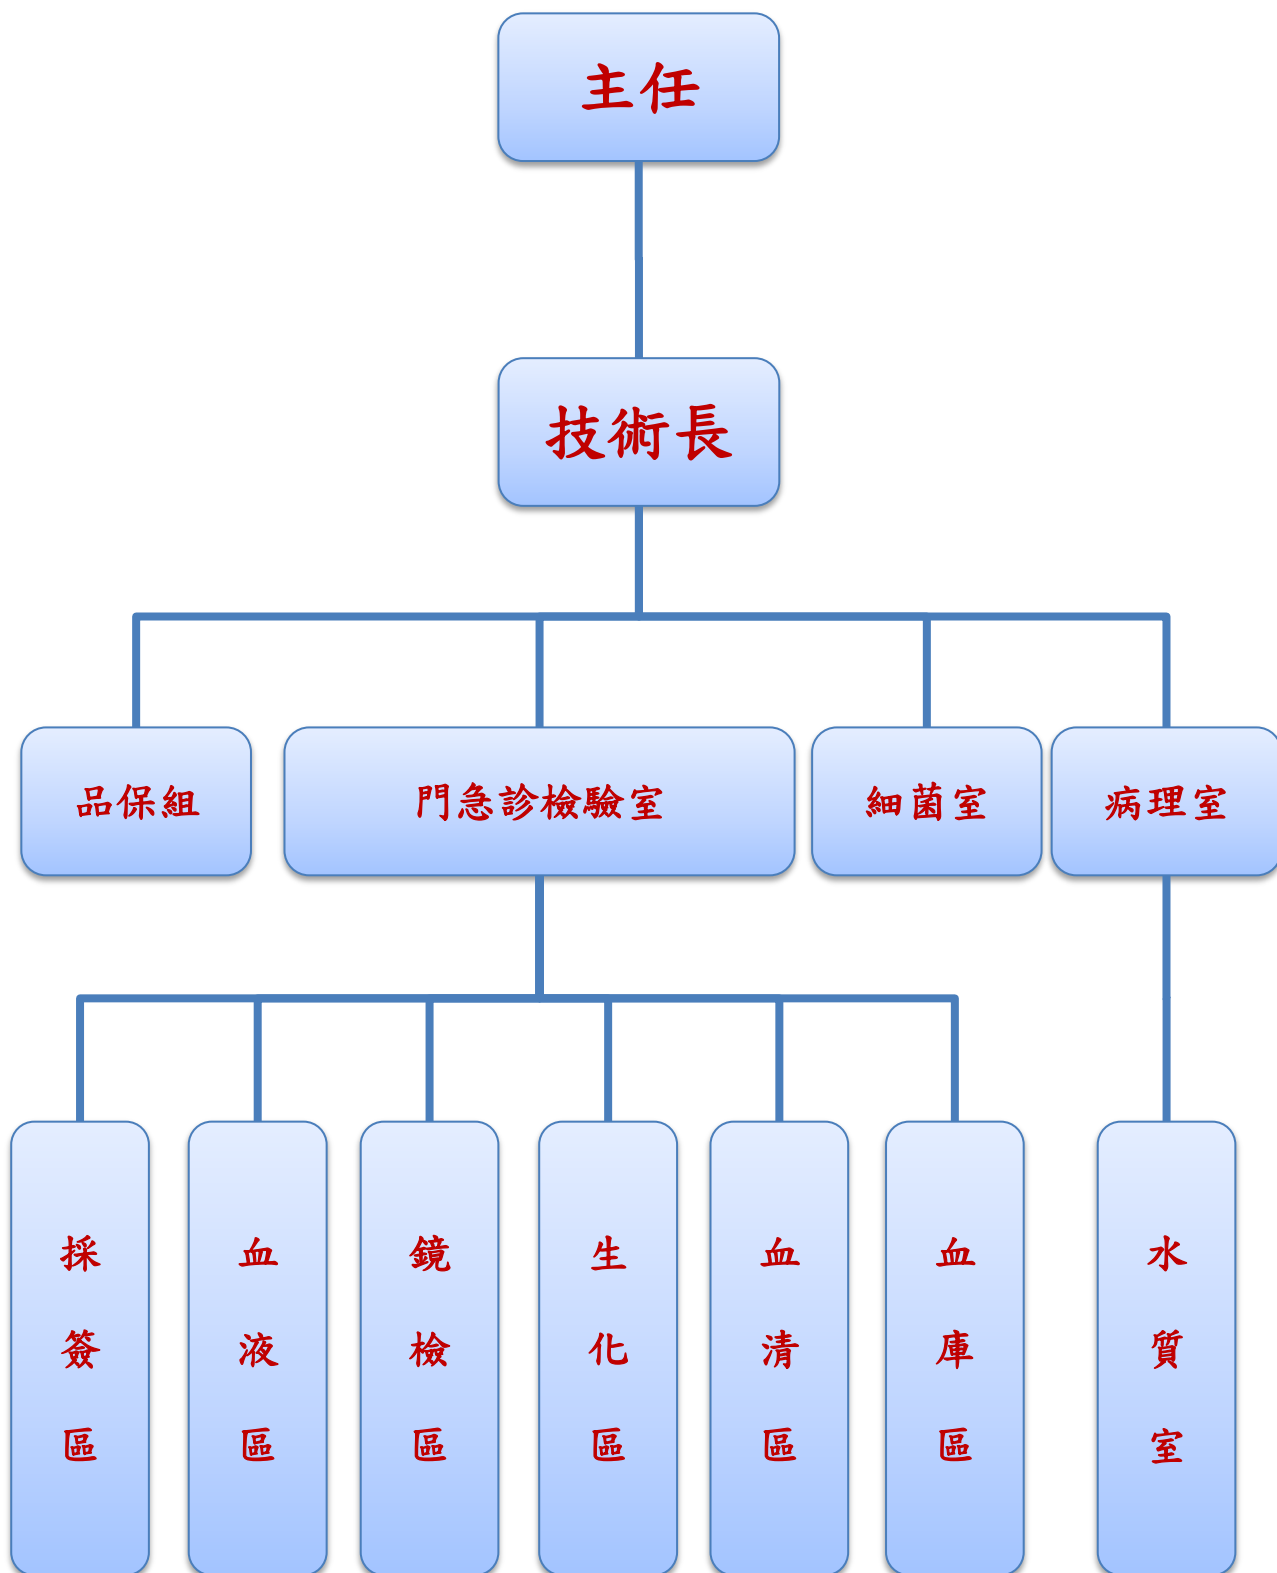 主任
技術長
品保組
門急診檢驗室
細菌室
病理室
採簽區
血液區
鏡檢區
生化區
血清區
血庫區
水質室